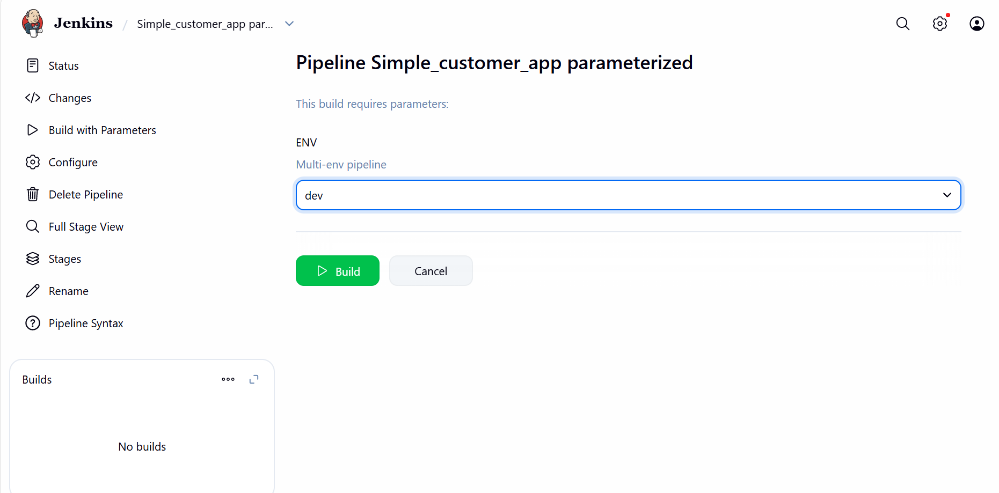 Jenkins / Simple_customer_app par...
Status
Changes
Build with Parameters
Configure
Delete Pipeline
Full Stage View
Stages
Rename
Pipeline Syntax
Builds
No builds
Pipeline Simple_customer_app parameterized
This build requires parameters:
ENV
Multi-env pipeline
dev
Build
Cancel